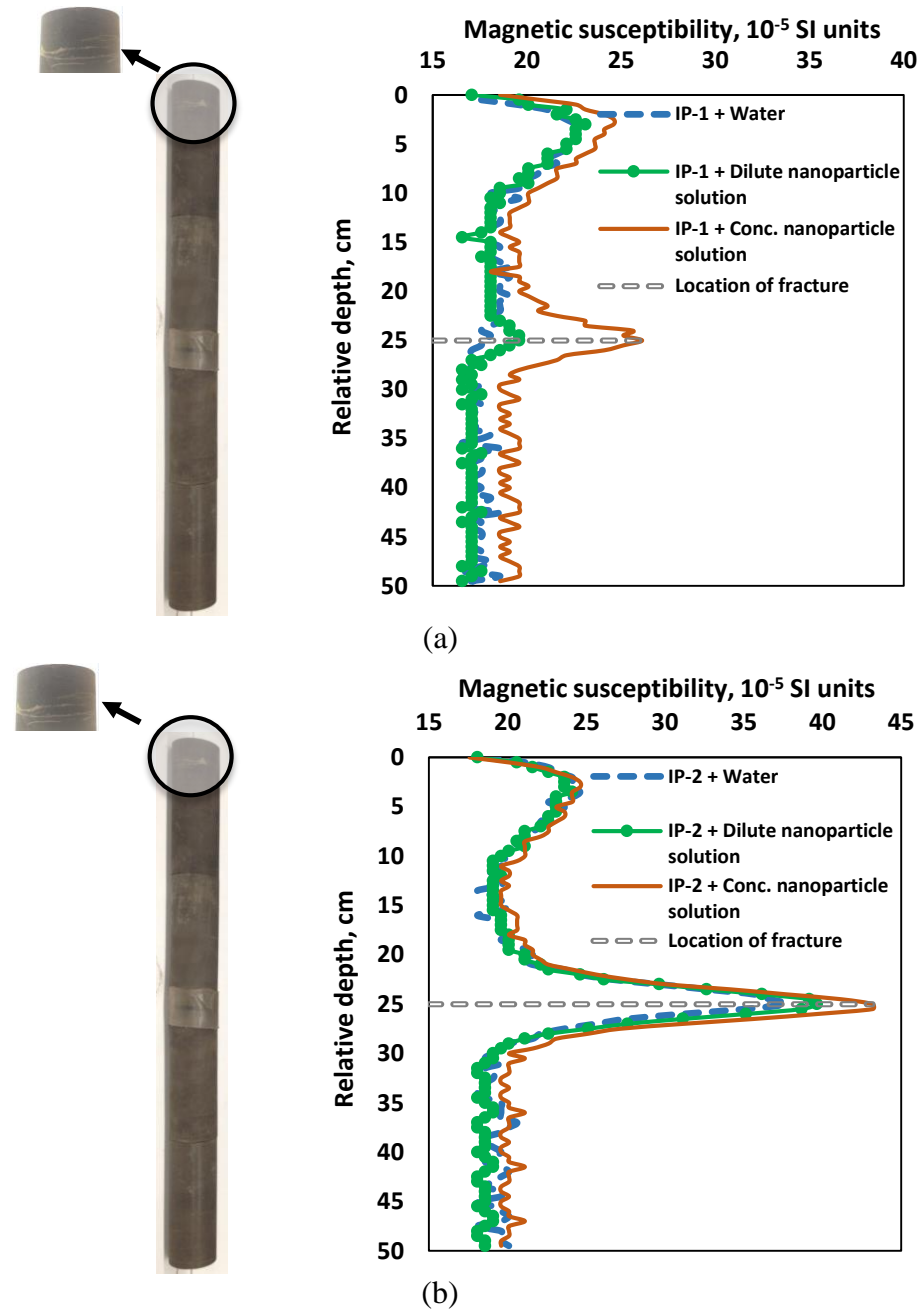 Magnetic susceptibility, 10⁻⁵ SI units
15 20 25 30 35 40
Relative depth, cm
0
5
10
15
20
25
30
35
40
45
50
IP-1 + Water
IP-1 + Dilute nanoparticle
solution
IP-1 + Conc. nanoparticle
solution
Location of fracture
(a)
Magnetic susceptibility, 10⁻⁵ SI units
15 20 25 30 35 40 45
Relative depth, cm
0
5
10
15
20
25
30
35
40
45
50
IP-2 + Water
IP-2 + Dilute nanoparticle
solution
IP-2 + Conc. nanoparticle
solution
Location of fracture
(b)